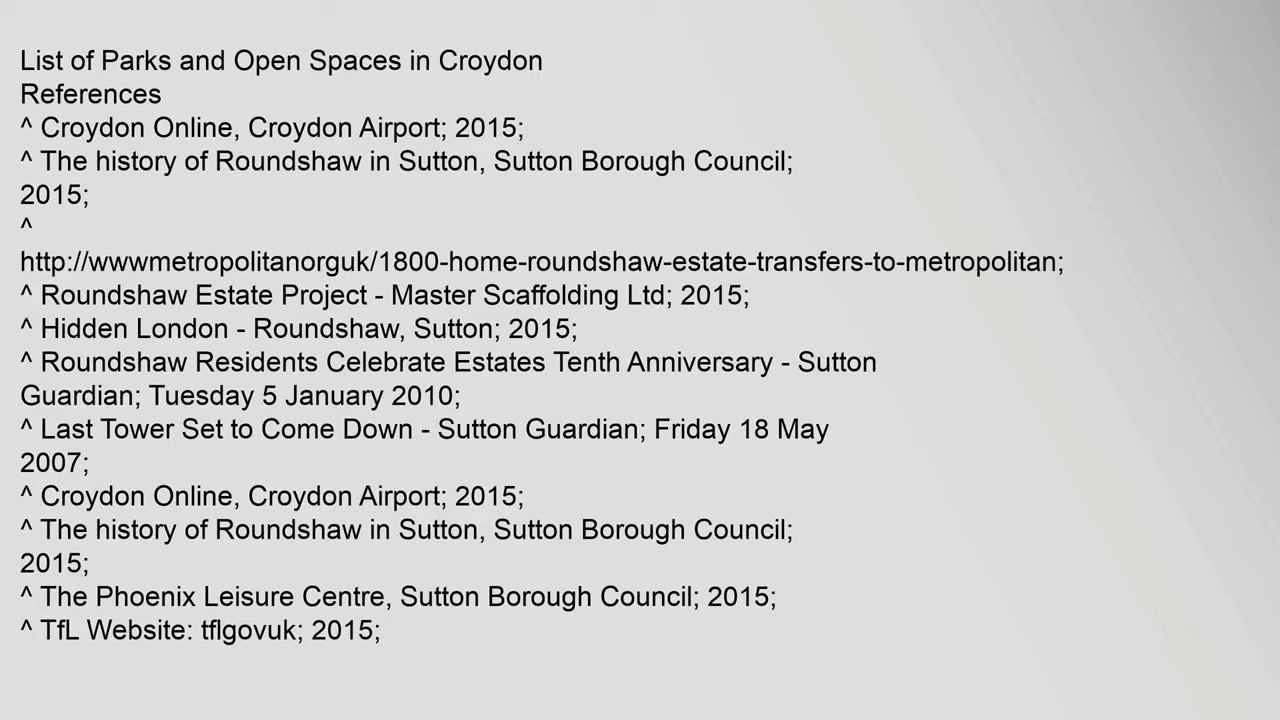 List of Parks and Open Spaces in Croydon
References
^ Croydon Online, Croydon Airport; 2015;
^ The history of Roundshaw in Sutton, Sutton Borough Council;
2015;
^
http://wwwmetropolitanorguk/1800-home-roundshaw-estate-transfers-to-metropolitan;
^ Roundshaw Estate Project - Master Scaffolding Ltd; 2015;
^ Hidden London - Roundshaw, Sutton; 2015;
^ Roundshaw Residents Celebrate Estates Tenth Anniversary - Sutton
Guardian; Tuesday 5 January 2010;
^ Last Tower Set to Come Down - Sutton Guardian; Friday 18 May
2007;
^ Croydon Online, Croydon Airport; 2015;
^ The history of Roundshaw in Sutton, Sutton Borough Council;
2015;
^ The Phoenix Leisure Centre, Sutton Borough Council; 2015;
^ TfL Website: tflgovuk; 2015;